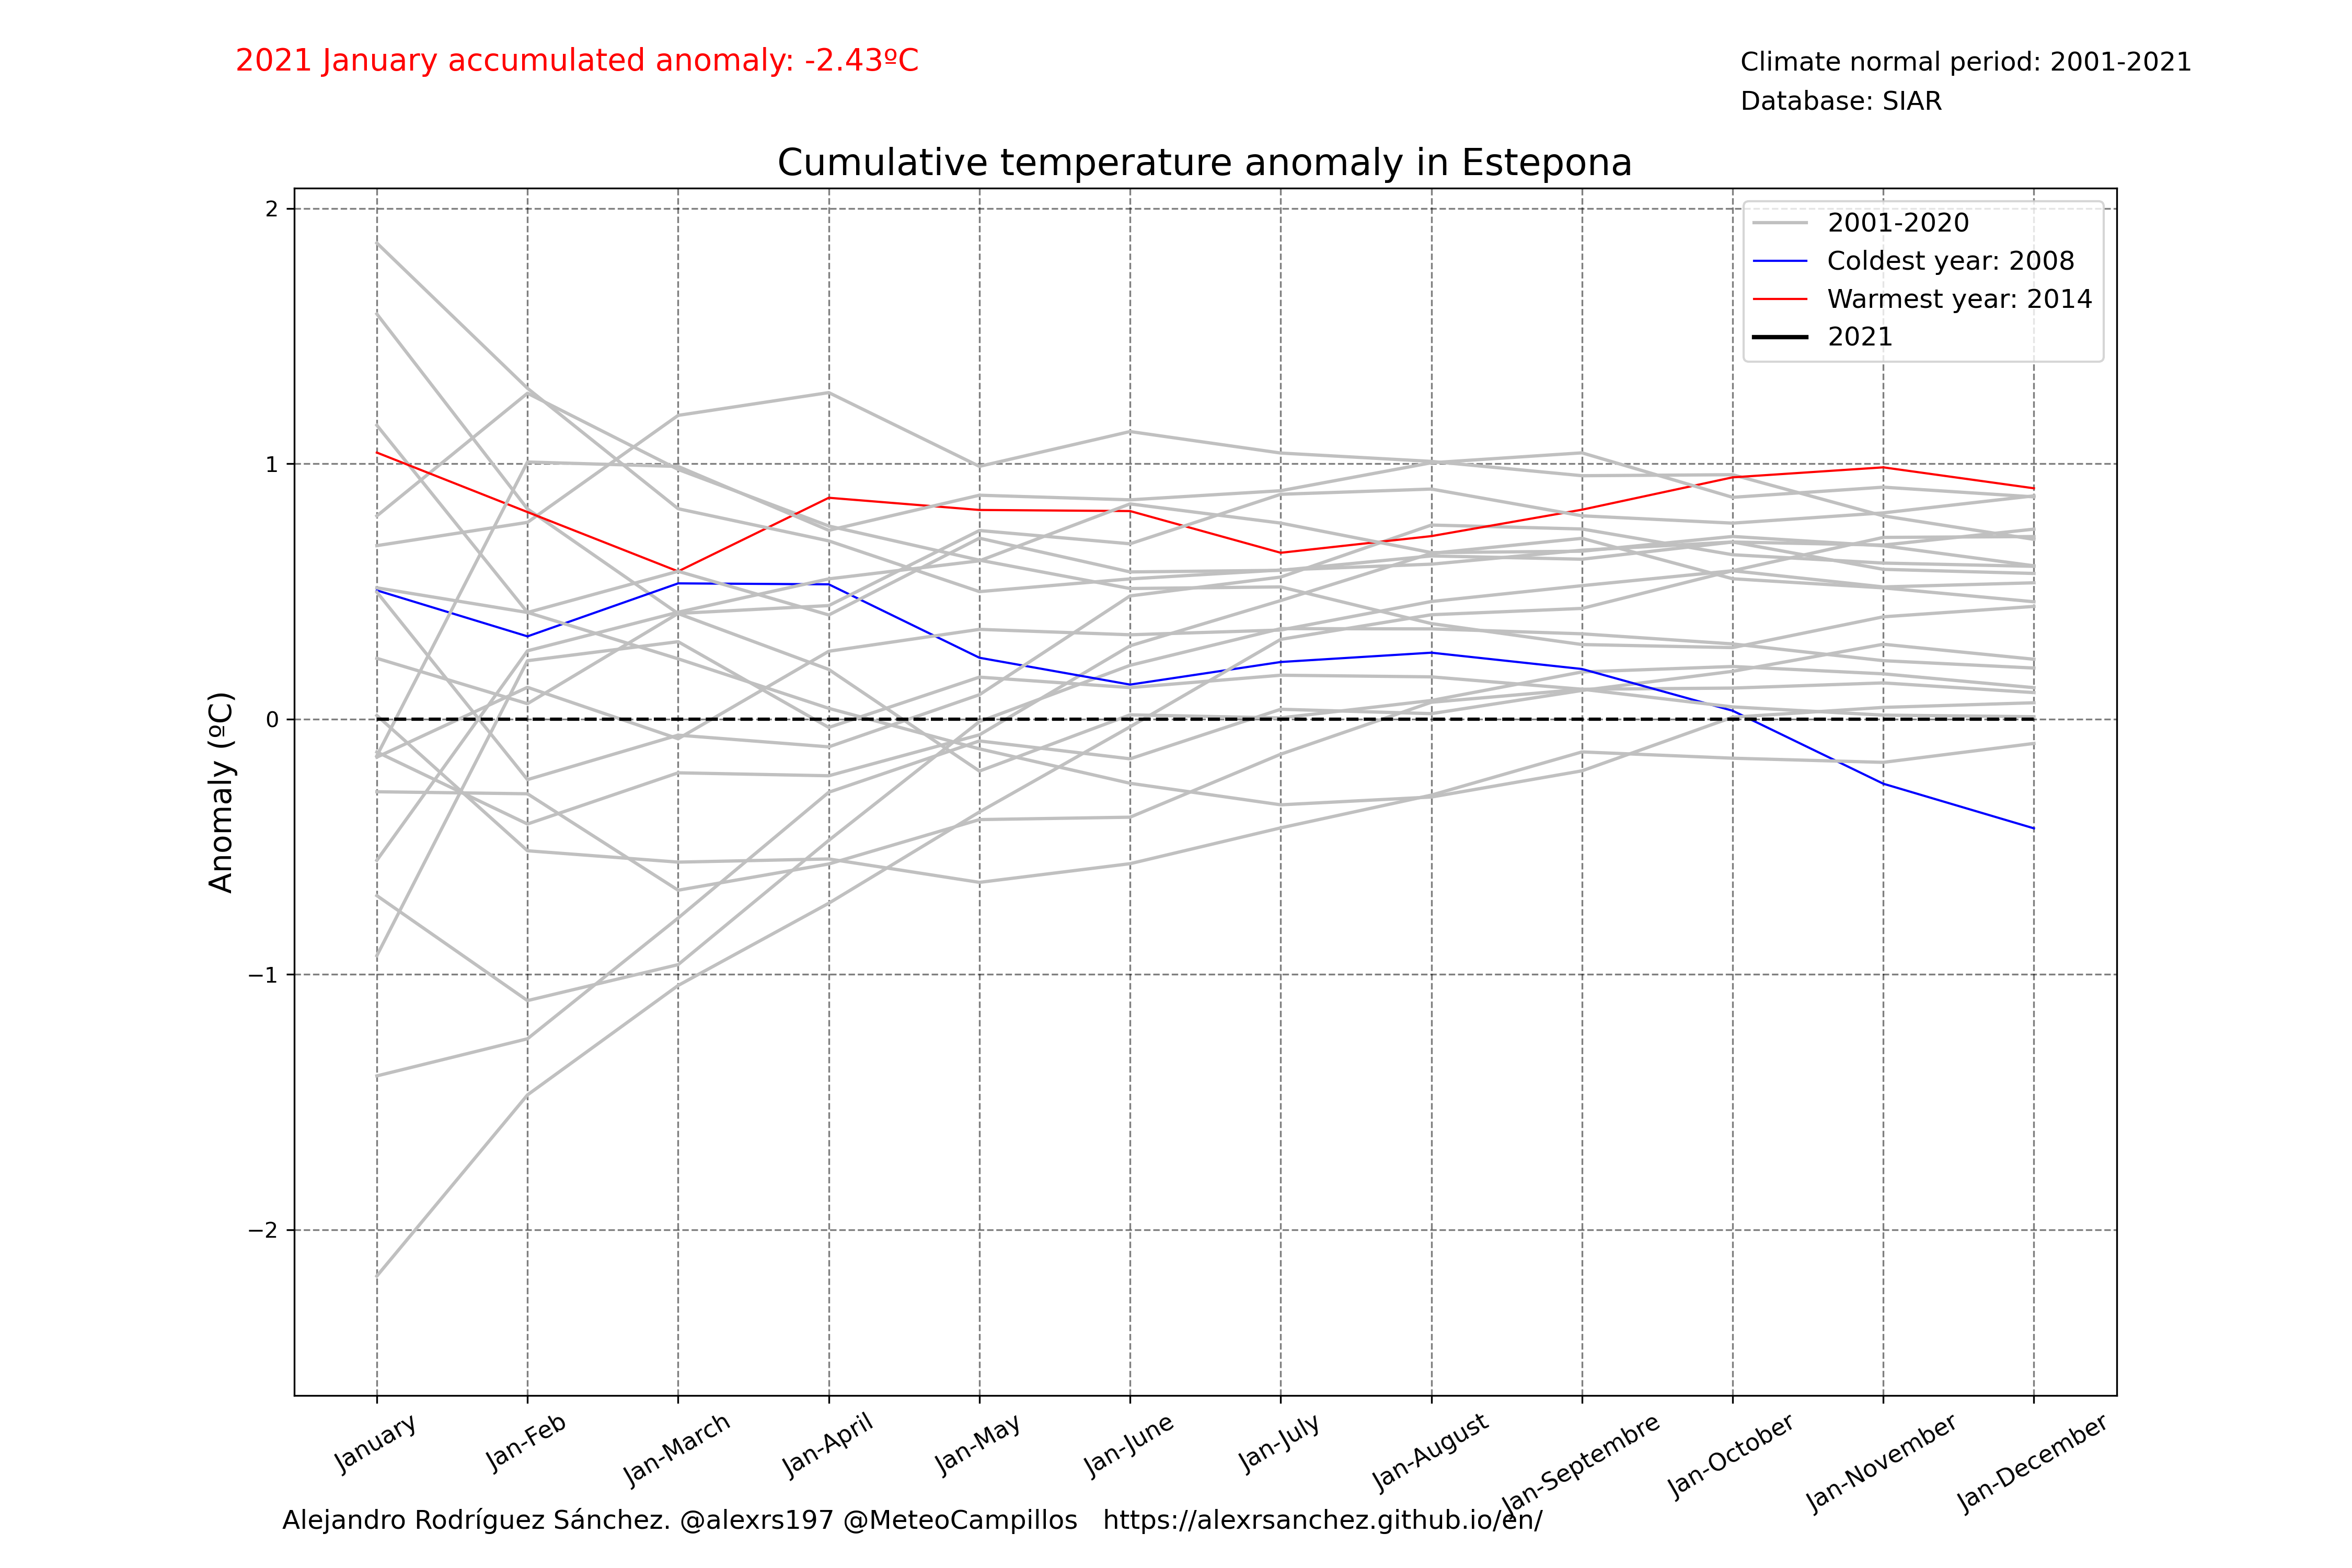 2021 January accumulated anomaly: -2.43ºC
Climate normal period: 2001-2021
Database: SIAR
Cumulative temperature anomaly in Estepona
2001-2020
Coldest year: 2008
Warmest year: 2014
2021
Anomaly (ºC)
2
1
0
−1
−2
January
Jan-Feb
Jan-March
Jan-April
Jan-May
Jan-June
Jan-July
Jan-August
Jan-Septembre
Jan-October
Jan-November
Jan-December
Alejandro Rodríguez Sánchez. @alexrs197 @MeteoCampillos https://alexrsanchez.github.io/en/